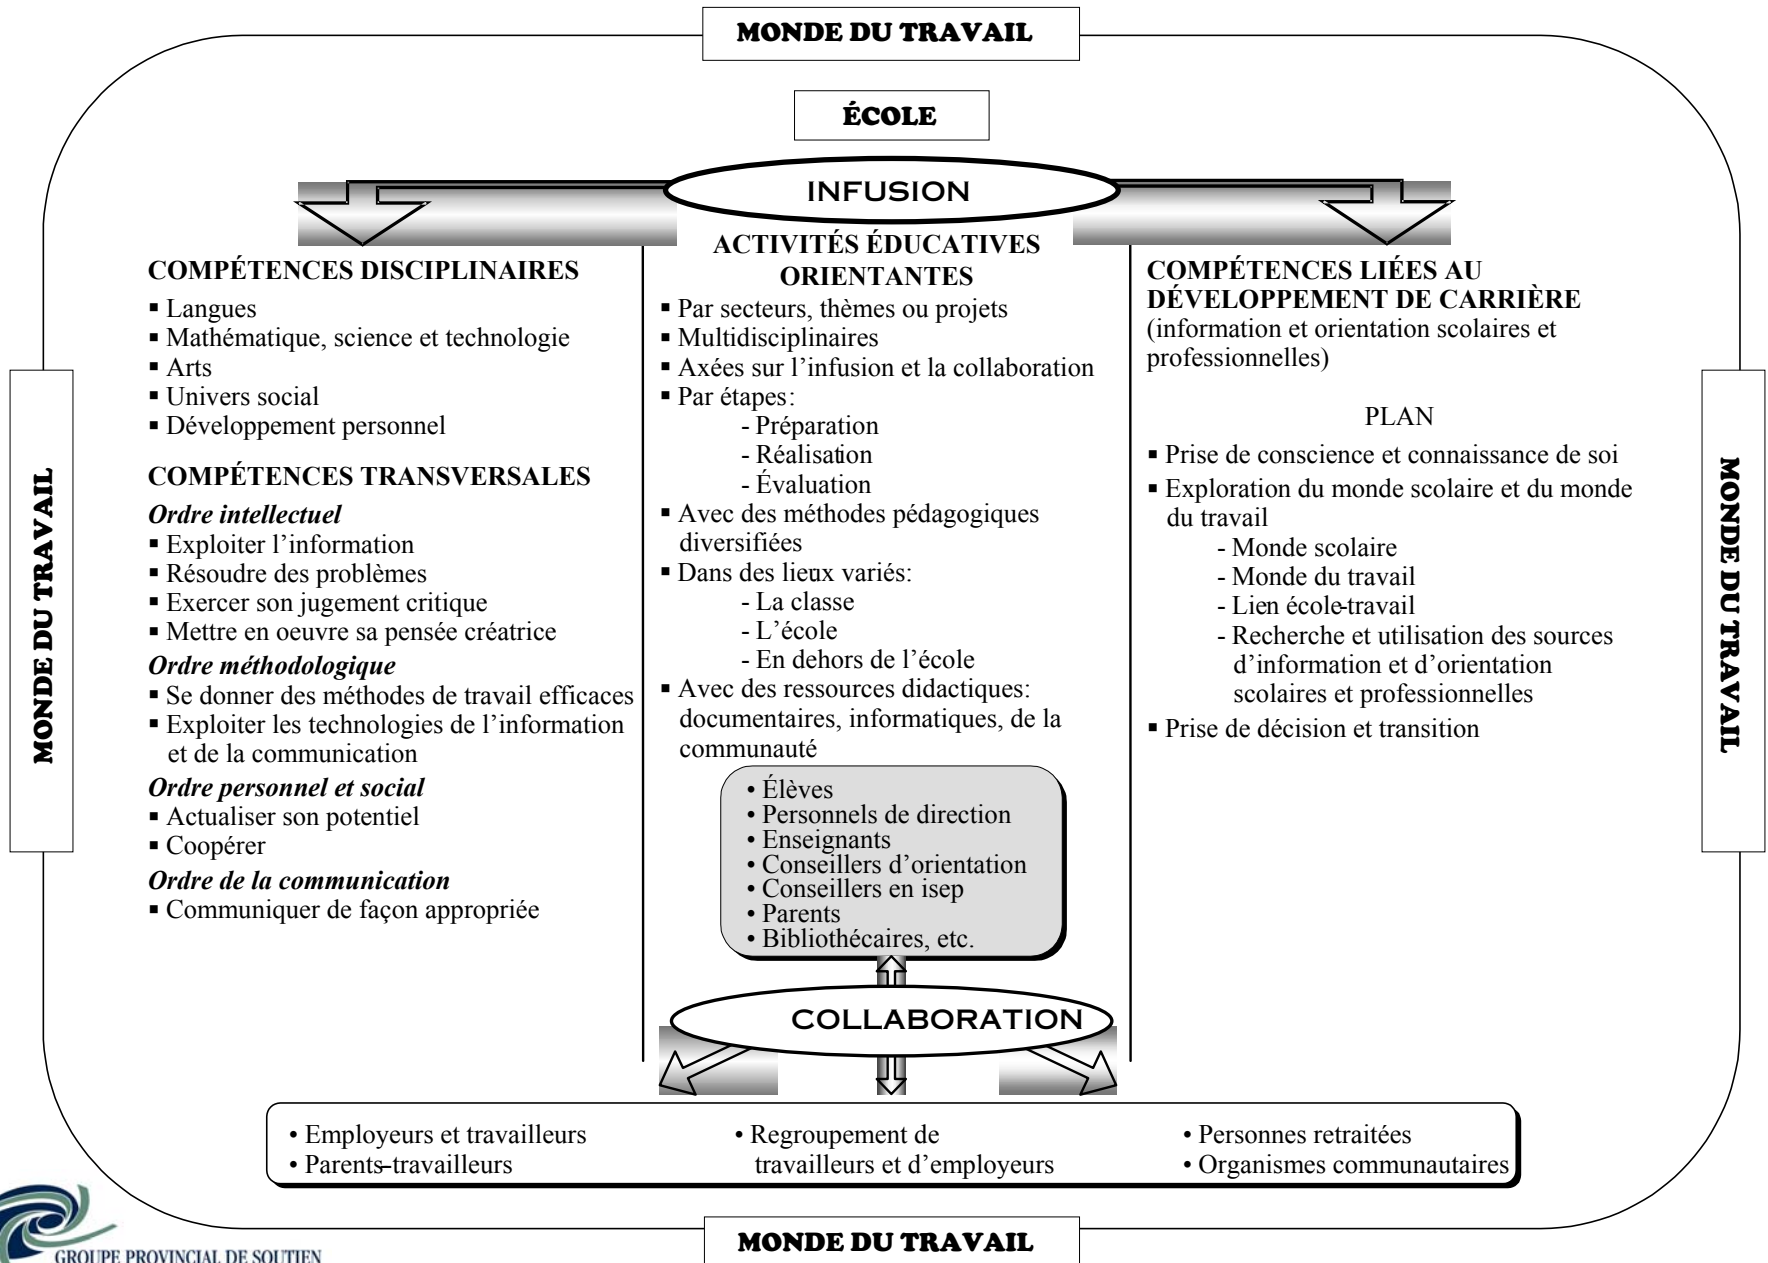 MONDE DU TRAVAIL
ÉCOLE
INFUSION
COMPÉTENCES DISCIPLINAIRES
▪ Langues
▪ Mathématique, science et technologie
▪ Arts
▪ Univers social
▪ Développement personnel
COMPÉTENCES TRANSVERSALES
Ordre intellectuel
▪ Exploiter l'information
▪ Résoudre des problèmes
▪ Exercer son jugement critique
▪ Mettre en oeuvre sa pensée créatrice
Ordre méthodologique
▪ Se donner des méthodes de travail efficaces
▪ Exploiter les technologies de l'information
et de la communication
Ordre personnel et social
▪ Actualiser son potentiel
▪ Coopérer
Ordre de la communication
▪ Communiquer de façon appropriée
ACTIVITÉS ÉDUCATIVES
ORIENTANTES
▪ Par secteurs, thèmes ou projets
▪ Multidisciplinaires
▪ Axées sur l'infusion et la collaboration
▪ Par étapes:
- Préparation
- Réalisation
- Évaluation
▪ Avec des méthodes pédagogiques
diversifiées
▪ Dans des lieux variés:
- La classe
- L'école
- En dehors de l'école
▪ Avec des ressources didactiques:
documentaires, informatiques, de la
communauté
• Élèves
• Personnels de direction
• Enseignants
• Conseillers d'orientation
• Conseillers en isep
• Parents
• Bibliothécaires, etc.
COMPÉTENCES LIÉES AU
DÉVELOPPEMENT DE CARRIÈRE
(information et orientation scolaires et
professionnelles)
PLAN
▪ Prise de conscience et connaissance de soi
▪ Exploration du monde scolaire et du monde
du travail
- Monde scolaire
- Monde du travail
- Lien école-travail
- Recherche et utilisation des sources
d'information et d'orientation
scolaires et professionnelles
▪ Prise de décision et transition
MONDE DU TRAVAIL
MONDE DU TRAVAIL
COLLABORATION
• Employeurs et travailleurs
• Parents-travailleurs
• Regroupement de
travailleurs et d'employeurs
• Personnes retraitées
• Organismes communautaires
MONDE DU TRAVAIL
GROUPE PROVINCIAL DE SOUTIEN